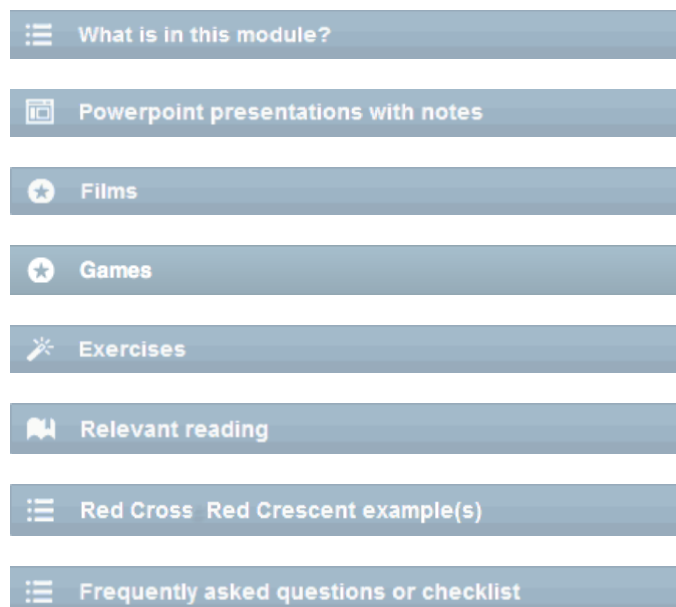 What is in this module?
Powerpoint presentations with notes
Films
Games
Exercises
Relevant reading
Red Cross Red Crescent example(s)
Frequently asked questions or checklist